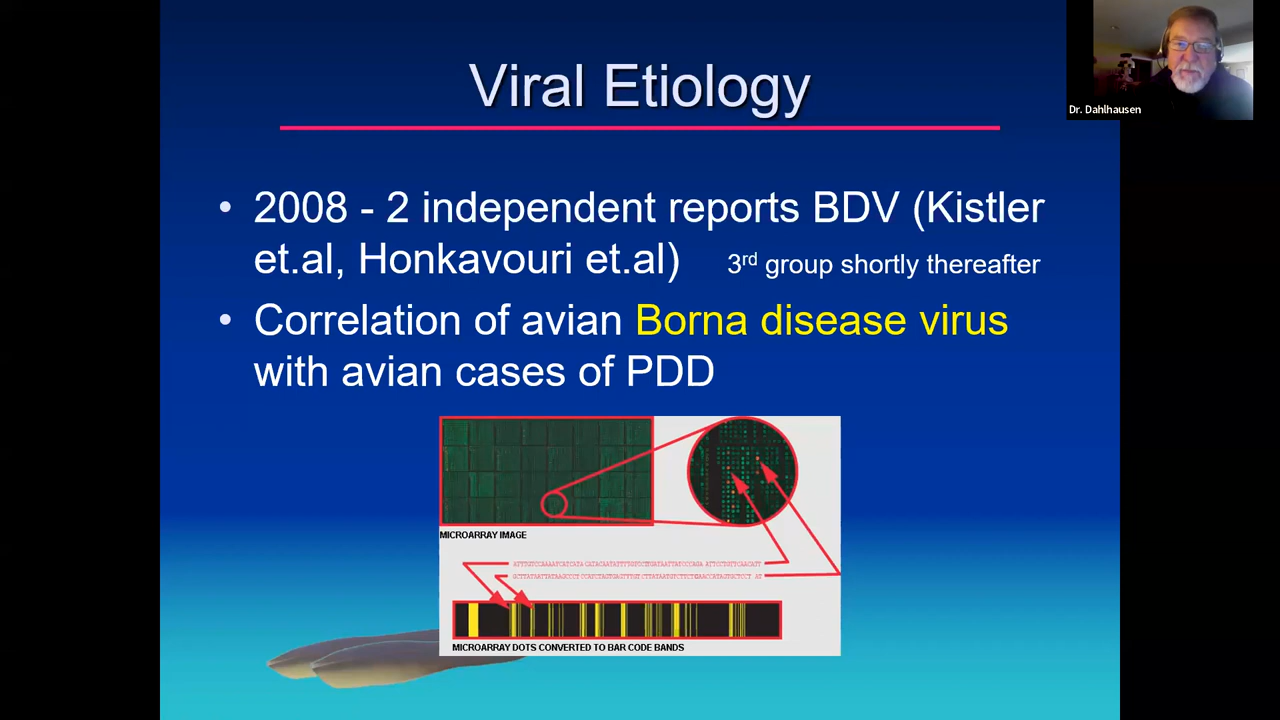 Viral Etiology
Dr. Dahlhausen
• 2008 - 2 independent reports BDV (Kistler
et.al, Honkavouri et.al) 3rd group shortly thereafter
• Correlation of avian Borna disease virus
with avian cases of PDD
MICROARRAY IMAGE
MICROARRAY DOTS CONVERTED TO BAR CODE BANDS